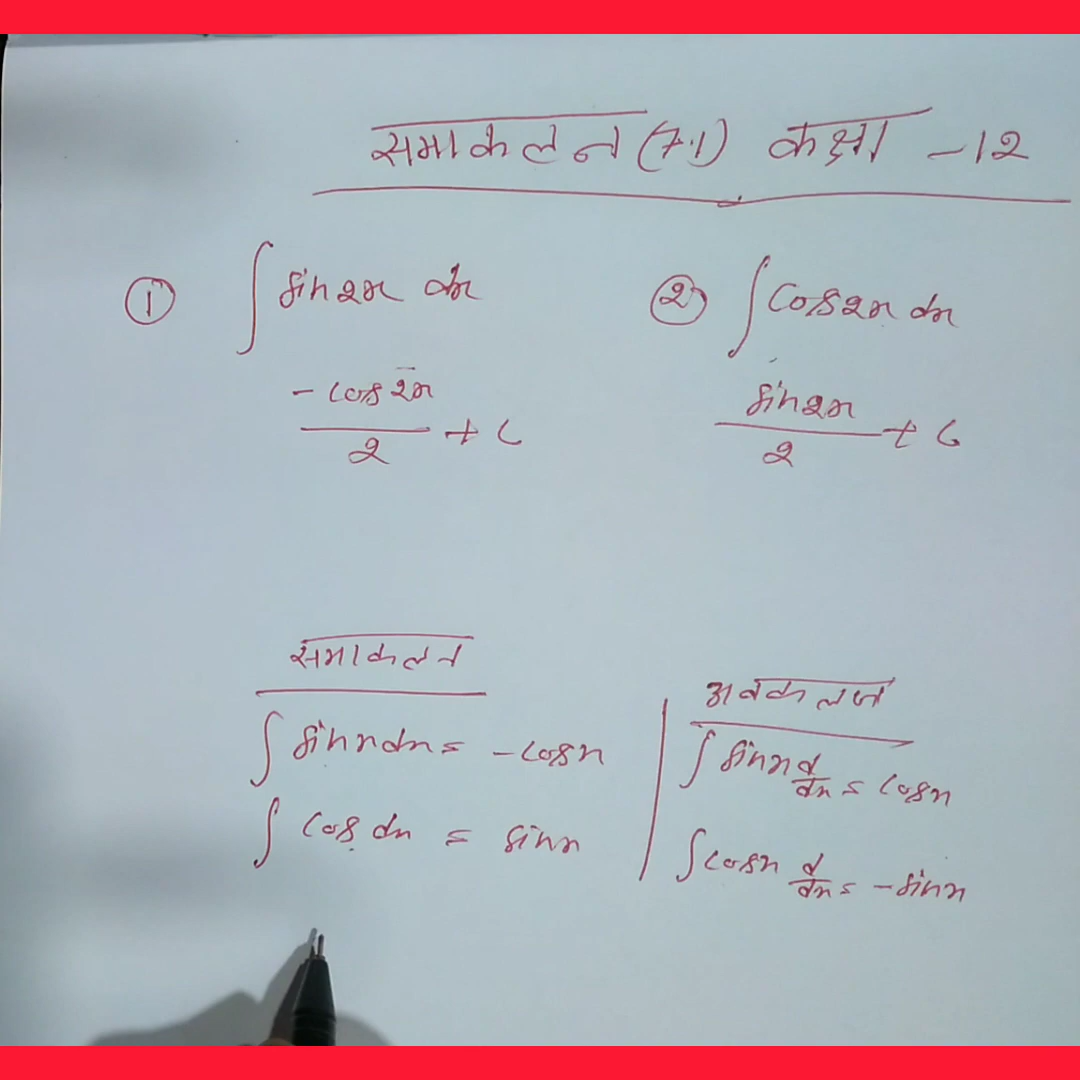 समाकलन (7.1) कक्षा - 12
① ∫ sin2x dx
- cos2x / 2 + c
② ∫ cos2x dx
sin2x / 2 + c
समाकलन
∫ sinx dx = - cosx
∫ cos dx = sinx
अवकलन
∫ sinx d/dx = cosx
∫ cosx d/dx = - sinx